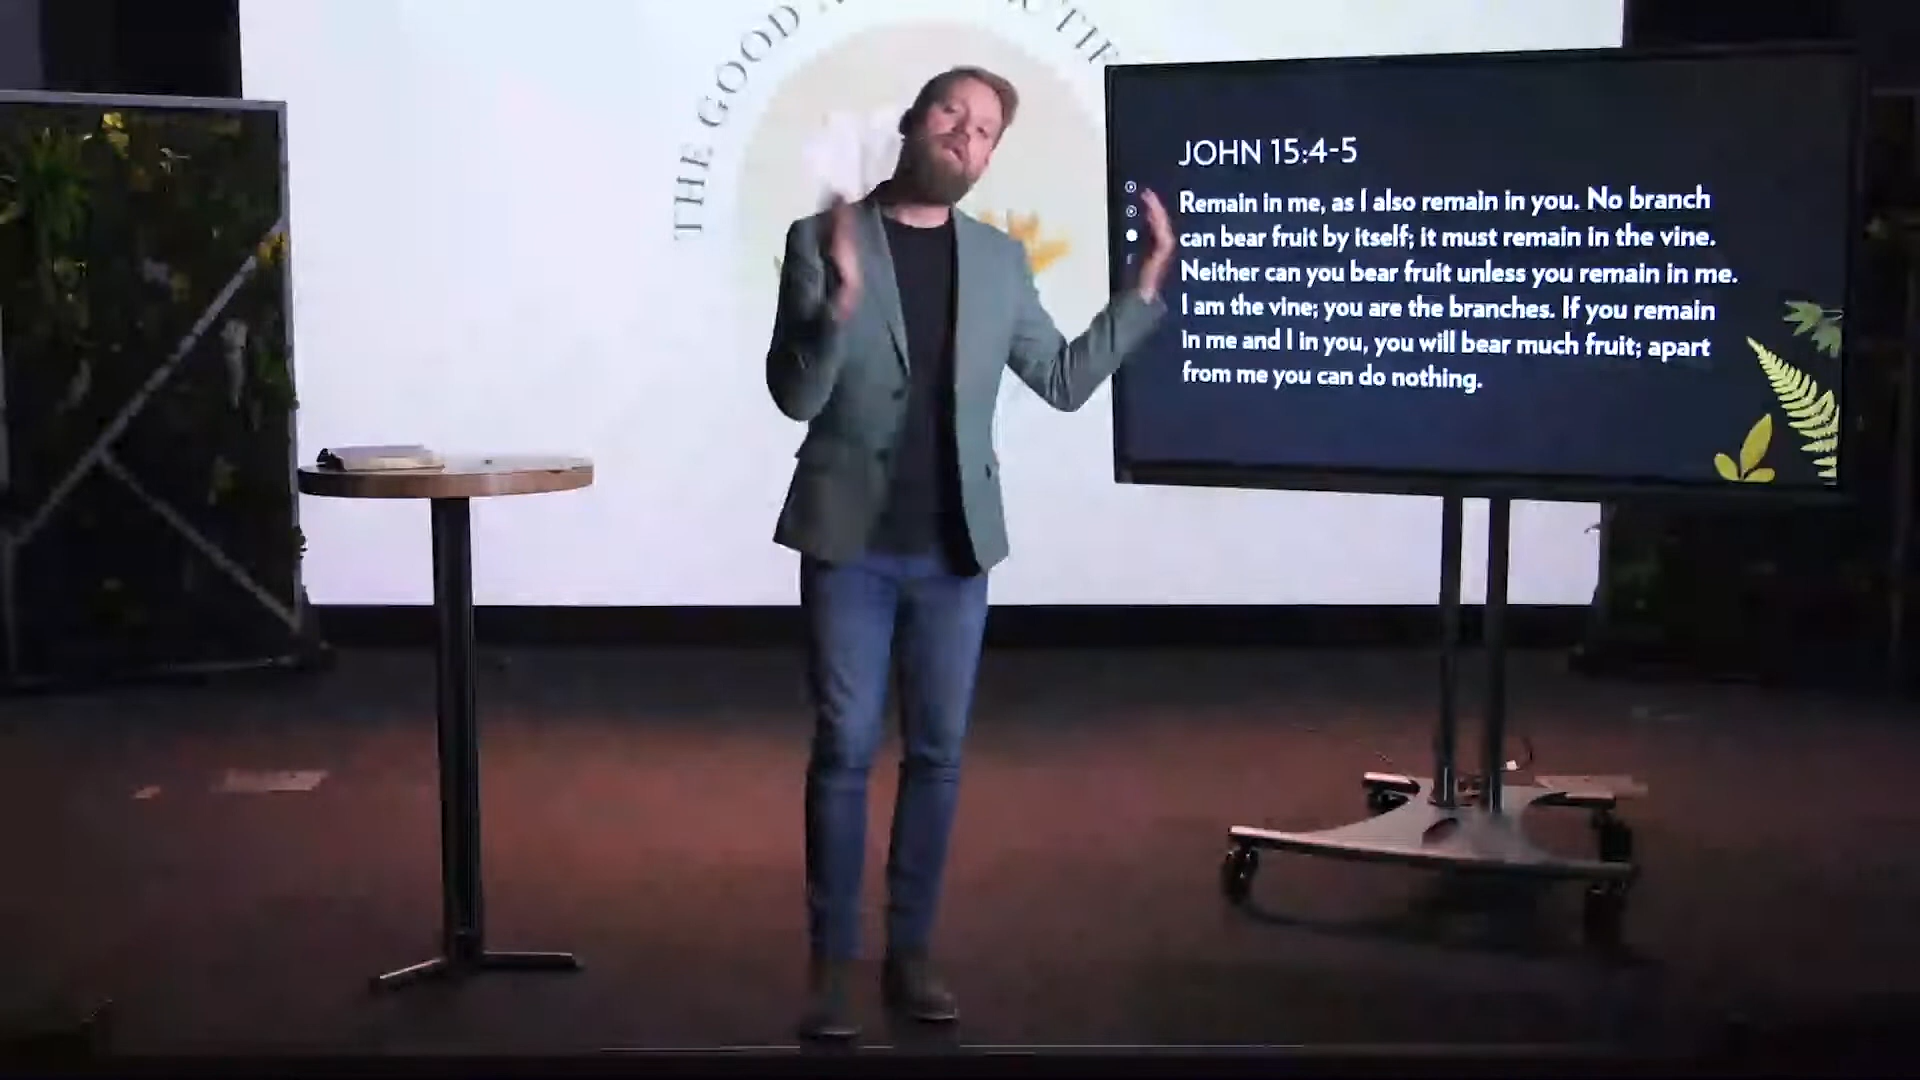 THE GOOD
JOHN 15:4-5
Remain in me, as I also remain in you. No branch
can bear fruit by itself; it must remain in the vine.
Neither can you bear fruit unless you remain in me.
I am the vine; you are the branches. If you remain
in me and I in you, you will bear much fruit; apart
from me you can do nothing.